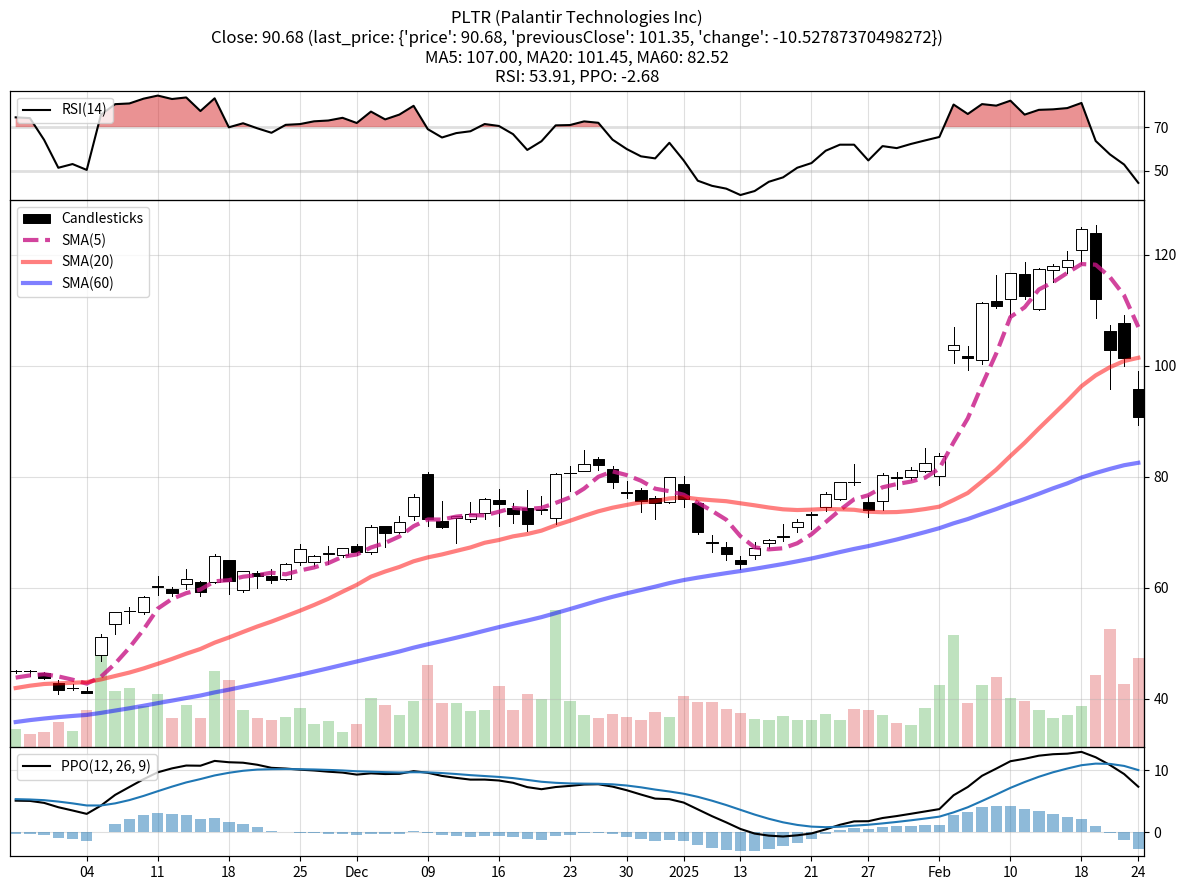 PLTR (Palantir Technologies Inc)
Close: 90.68 (last_price: {'price': 90.68, 'previousClose': 101.35, 'change': -10.52787370498272})
MA5: 107.00, MA20: 101.45, MA60: 82.52
RSI: 53.91, PPO: -2.68
RSI(14)
70
50
Candlesticks
SMA(5)
SMA(20)
SMA(60)
120
100
80
60
40
PPO(12, 26, 9)
10
0
04 11 18 25 Dec 09 16 23 30 2025 13 21 27 Feb 10 18 24